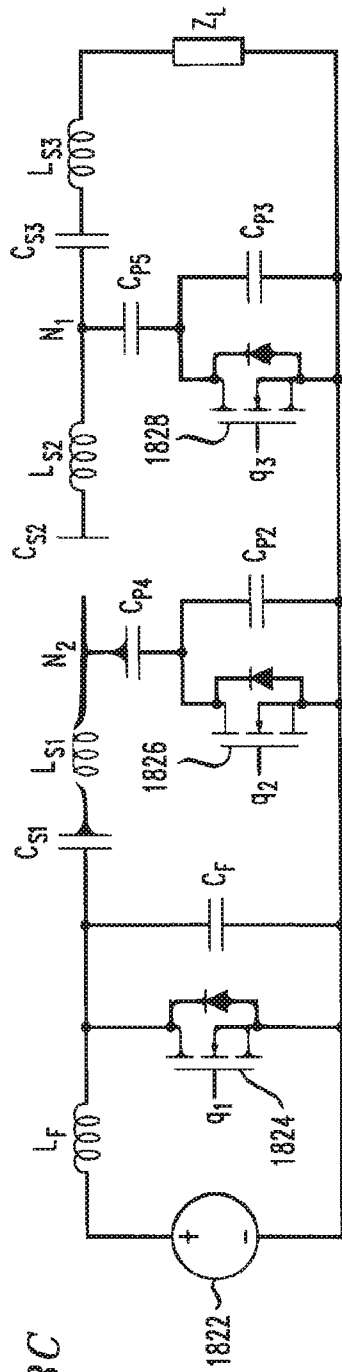 3C
L_F
C_S1
L_S1
N_2
C_S2
L_S2
N_1
C_S3
L_S3
C_P4
C_P5
C_F
C_P2
C_P3
Z_L
+
-
q_1
q_2
q_3
1822
1824
1826
1828